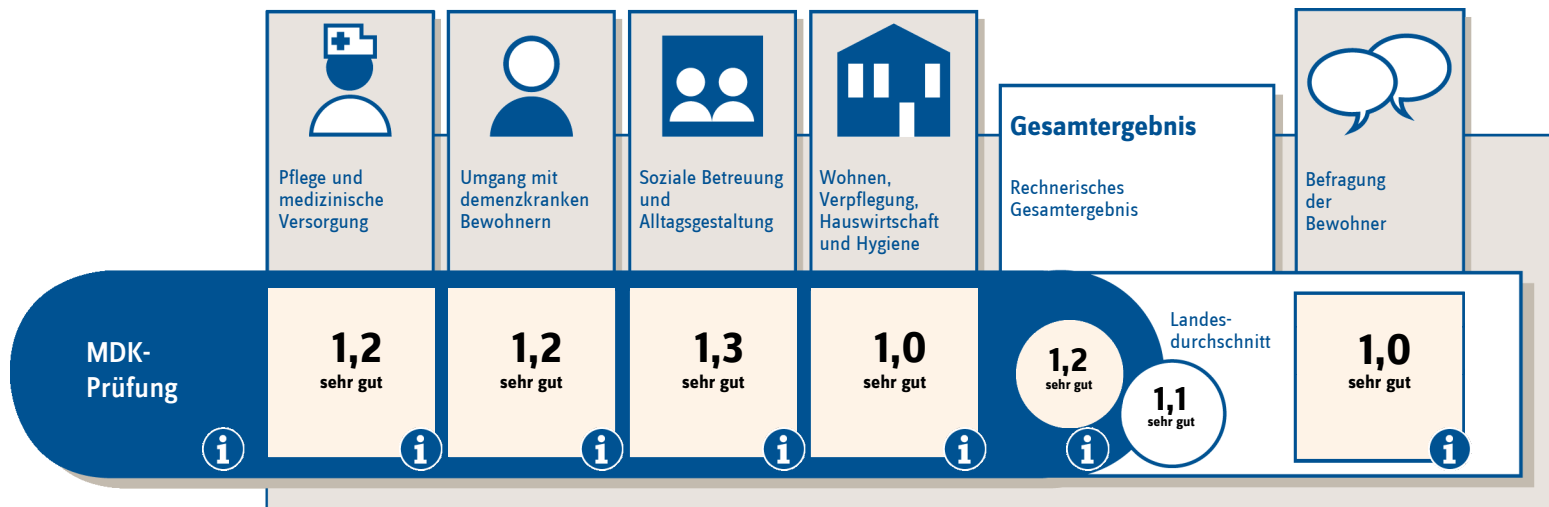 Pflege und
medizinische
Versorgung
Umgang mit
demenzkranken
Bewohnern
Soziale Betreuung
und
Alltagsgestaltung
Wohnen,
Verpflegung,
Hauswirtschaft
und Hygiene
Gesamtergebnis
Rechnerisches
Gesamtergebnis
Befragung
der
Bewohner
MDK-
Prüfung
i
1,2
sehr gut
i
1,2
sehr gut
i
1,3
sehr gut
i
1,0
sehr gut
i
1,2
sehr gut
i
Landes-
durchschnitt
1,1
sehr gut
1,0
sehr gut
i